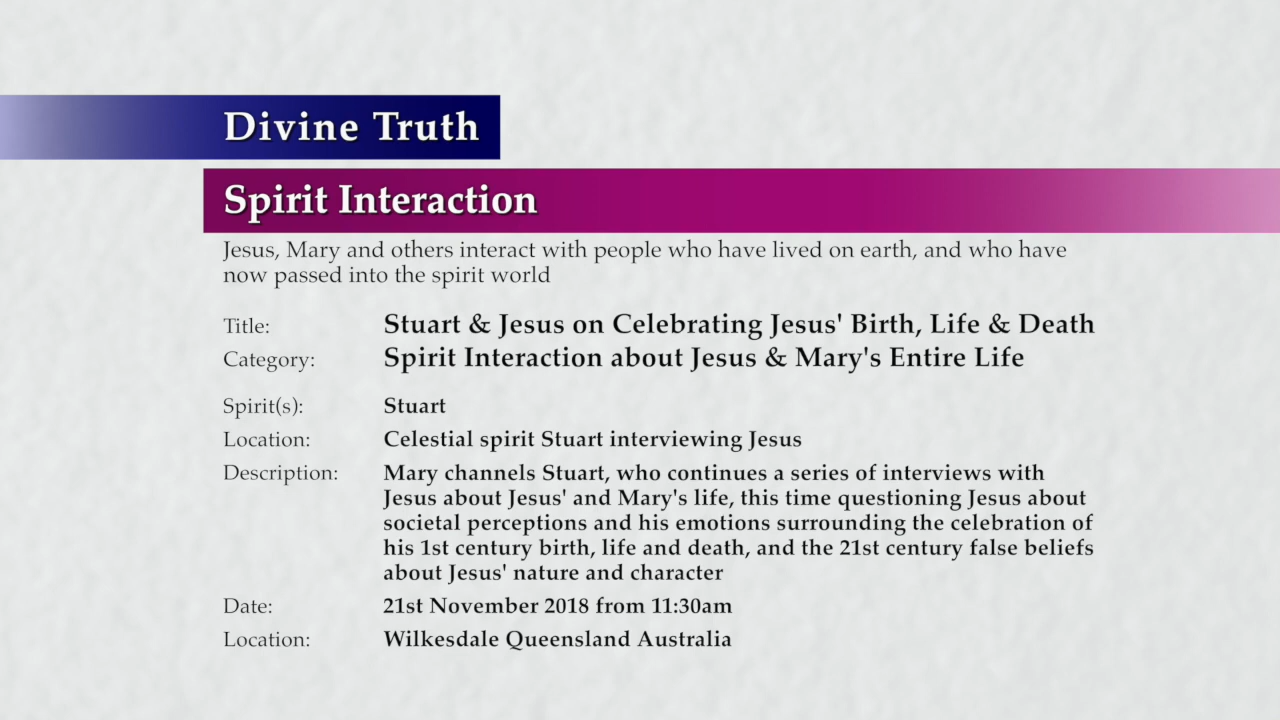 Divine Truth
Spirit Interaction
Jesus, Mary and others interact with people who have lived on earth, and who have
now passed into the spirit world
Title: Stuart & Jesus on Celebrating Jesus' Birth, Life & Death
Category: Spirit Interaction about Jesus & Mary's Entire Life
Spirit(s): Stuart
Location: Celestial spirit Stuart interviewing Jesus
Description: Mary channels Stuart, who continues a series of interviews with
Jesus about Jesus' and Mary's life, this time questioning Jesus about
societal perceptions and his emotions surrounding the celebration of
his 1st century birth, life and death, and the 21st century false beliefs
about Jesus' nature and character
Date: 21st November 2018 from 11:30am
Location: Wilkesdale Queensland Australia